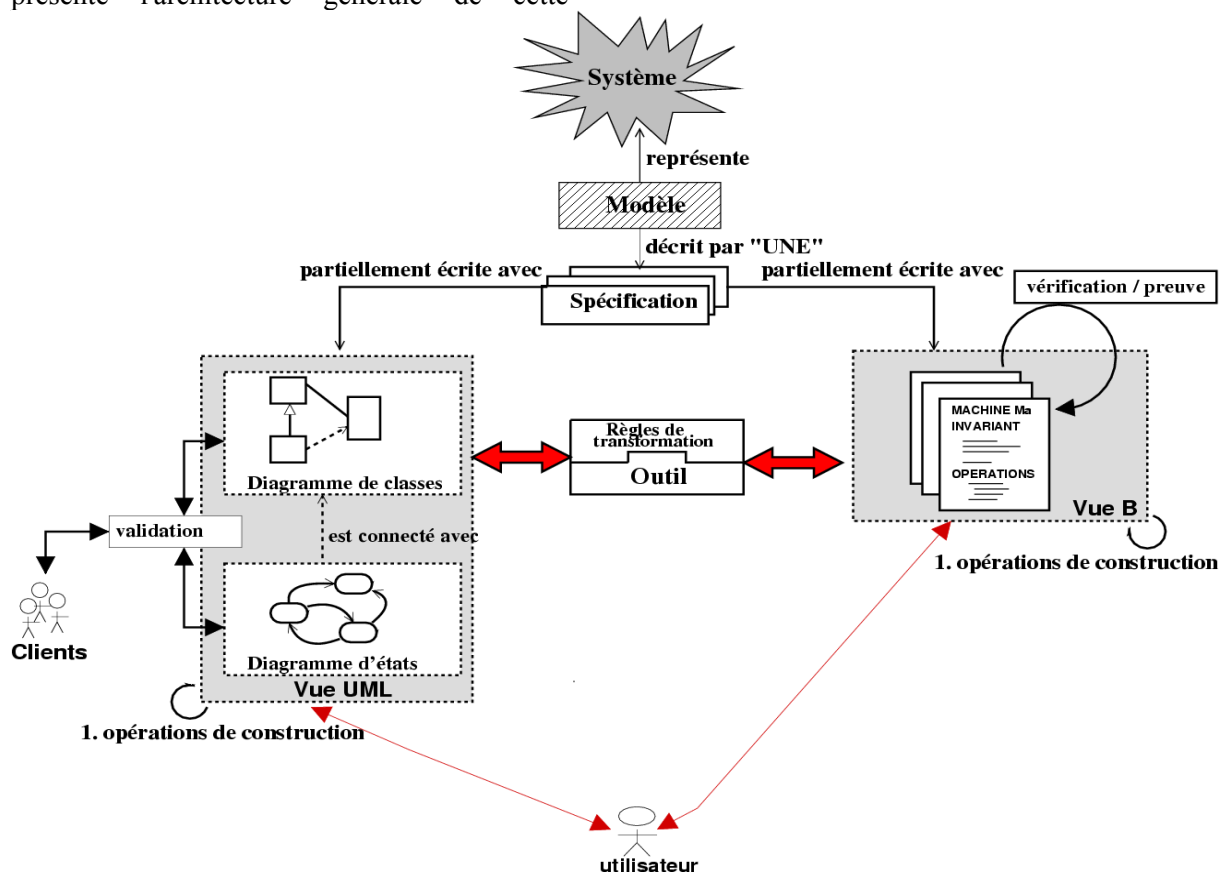 présente l'architecture générale de cette
Système
représente
Modèle
décrit par "UNE"
partiellement écrite avec
partiellement écrite avec
Spécification
vérification / preuve
MACHINE Ma
INVARIANT
OPERATIONS
Vue B
1. opérations de construction
Règles de
transformation
Outil
Diagramme de classes
validation
est connecté avec
Clients
Diagramme d'états
Vue UML
1. opérations de construction
utilisateur